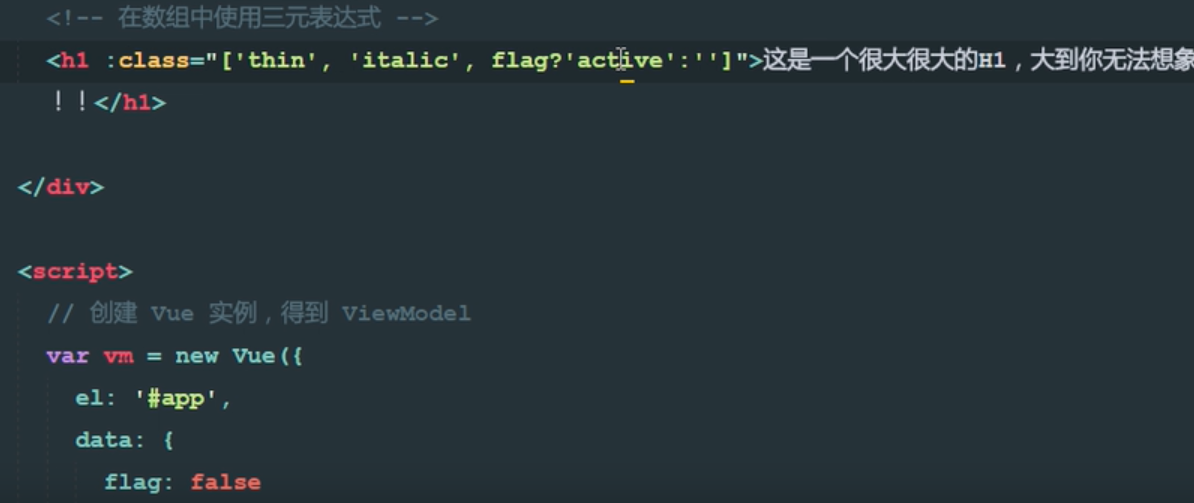 <!-- 在数组中使用三元表达式 -->
<h1 :class="['thin', 'italic', flag?'active':'']">这是一个很大很大的H1，大到你无法想象
！！</h1>
</div>
<script>
// 创建 Vue 实例，得到 ViewModel
var vm = new Vue({
el: '#app',
data: {
flag: false